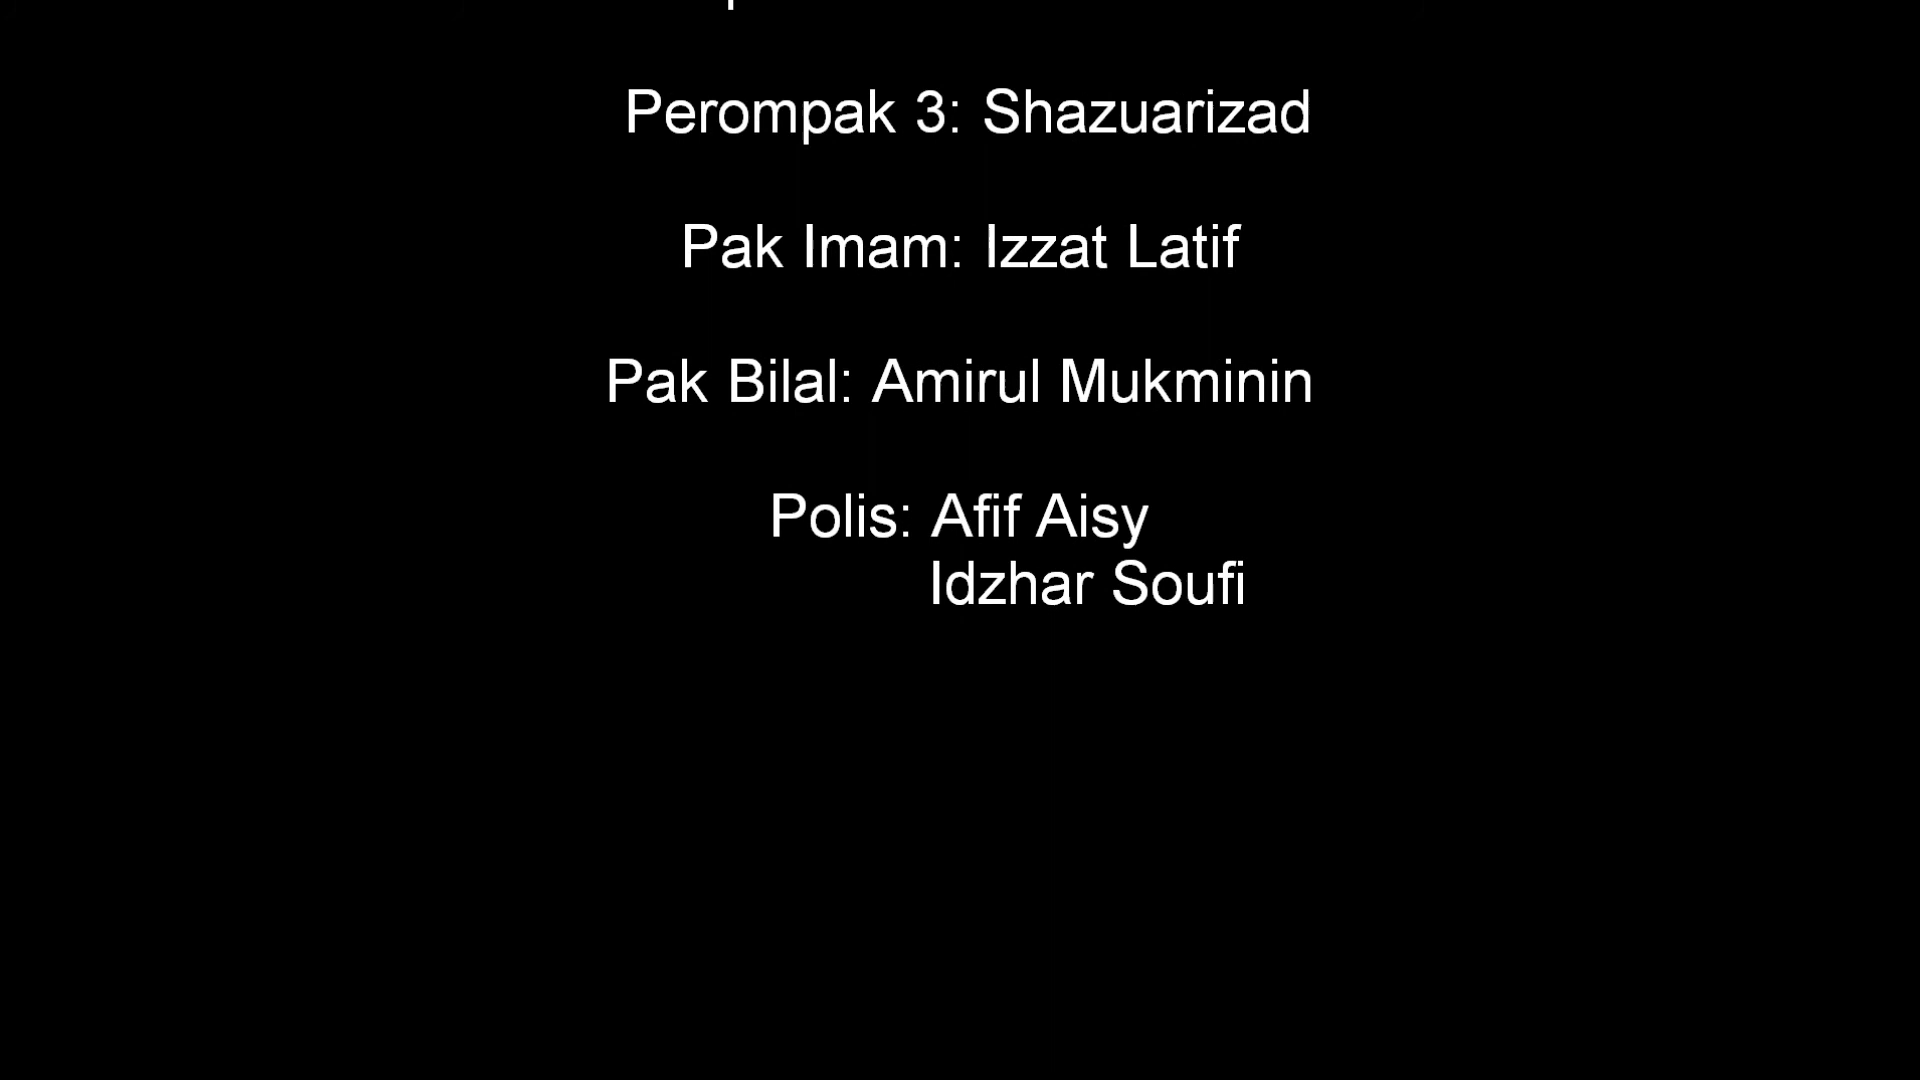 Perompak 3: Shazuarizad
Pak Imam: Izzat Latif
Pak Bilal: Amirul Mukminin
Polis: Afif Aisy
Idzhar Soufi